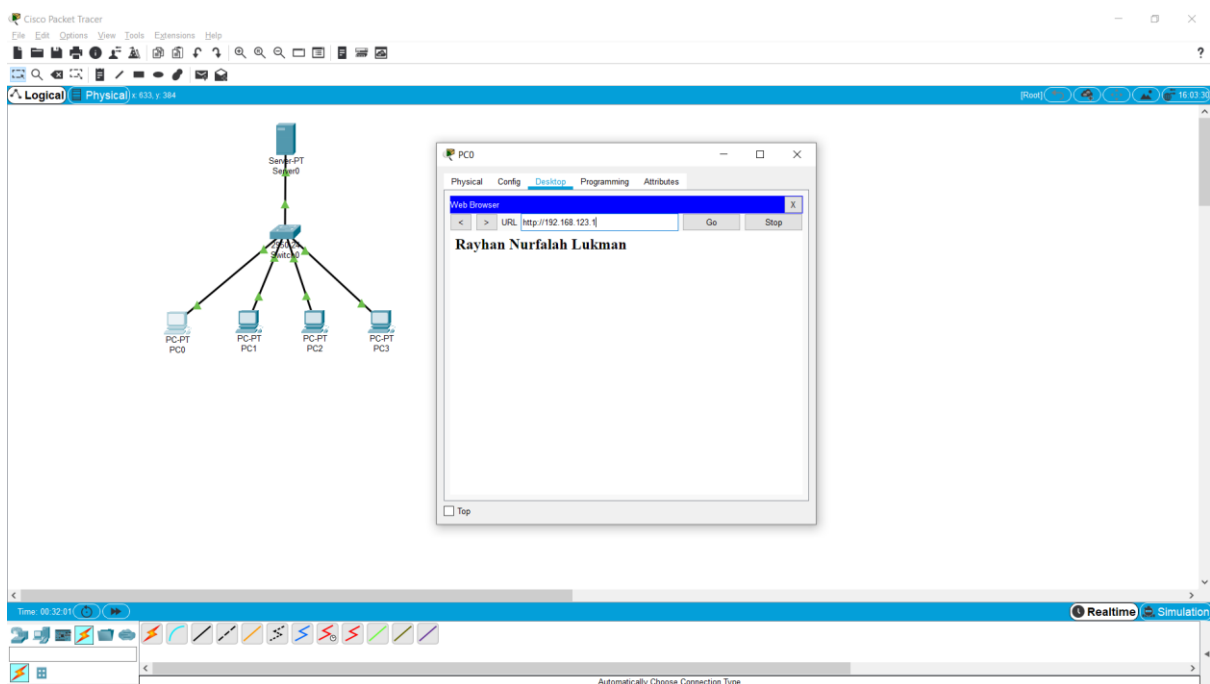 Cisco Packet Tracer
File Edit Options View Tools Extensions Help
?
Logical Physical x: 633, y: 384 [Root] 16:03:30
Server-PT
Server0
2950-24
Switch0
PC-PT
PC0
PC-PT
PC1
PC-PT
PC2
PC-PT
PC3
PC0
Physical Config Desktop Programming Attributes
Web Browser X
< > URL http://192.168.123.1 Go Stop
Rayhan Nurfalah Lukman
Top
Time: 00:32:01 Realtime Simulation
Automatically Choose Connection Type